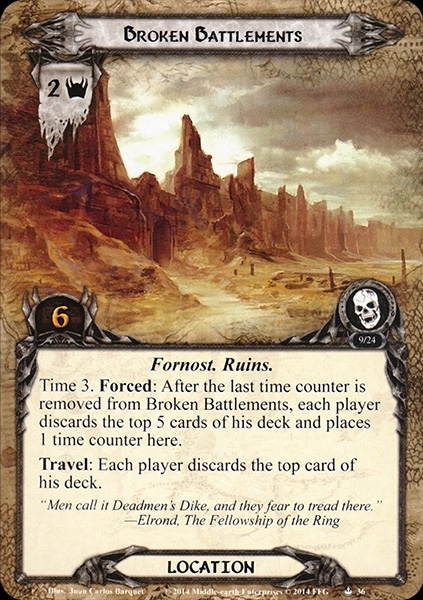 Broken Battlements
2
6
9/24
Fornost. Ruins.
Time 3. Forced: After the last time counter is
removed from Broken Battlements, each player
discards the top 5 cards of his deck and places
1 time counter here.
Travel: Each player discards the top card of
his deck.
“Men call it Deadmen’s Dike, and they fear to tread there.”
—Elrond, The Fellowship of the Ring
LOCATION
Illus. Juan Carlos Barquet © 2014 Middle-earth Enterprises © 2014 FFG 36